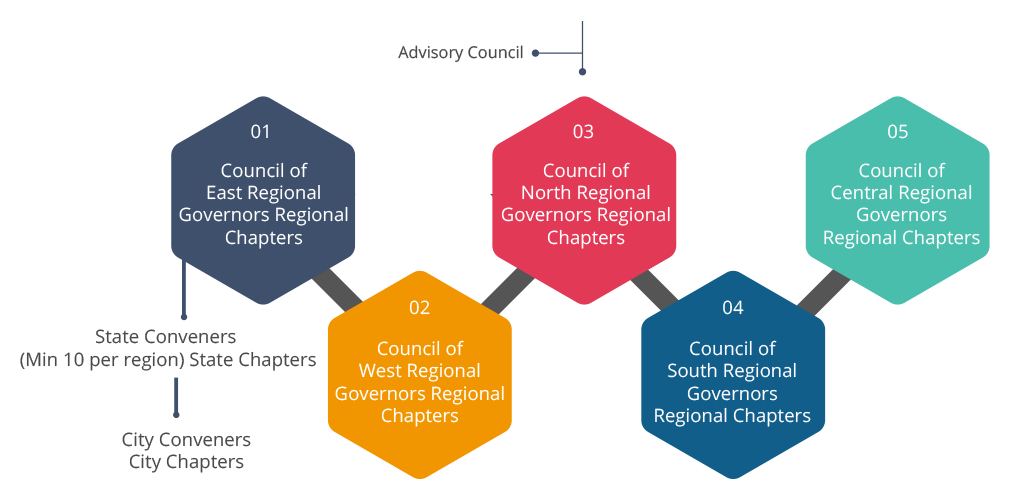 Advisory Council
01
Council of
East Regional
Governors Regional
Chapters
02
Council of
West Regional
Governors Regional
Chapters
03
Council of
North Regional
Governors Regional
Chapters
04
Council of
South Regional
Governors
Regional Chapters
05
Council of
Central Regional
Governors
Regional Chapters
State Conveners
(Min 10 per region) State Chapters
City Conveners
City Chapters